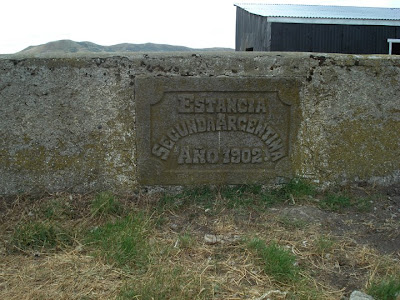 ESTANCIA
SEGUNDA ARGENTINA
AÑO 1902.